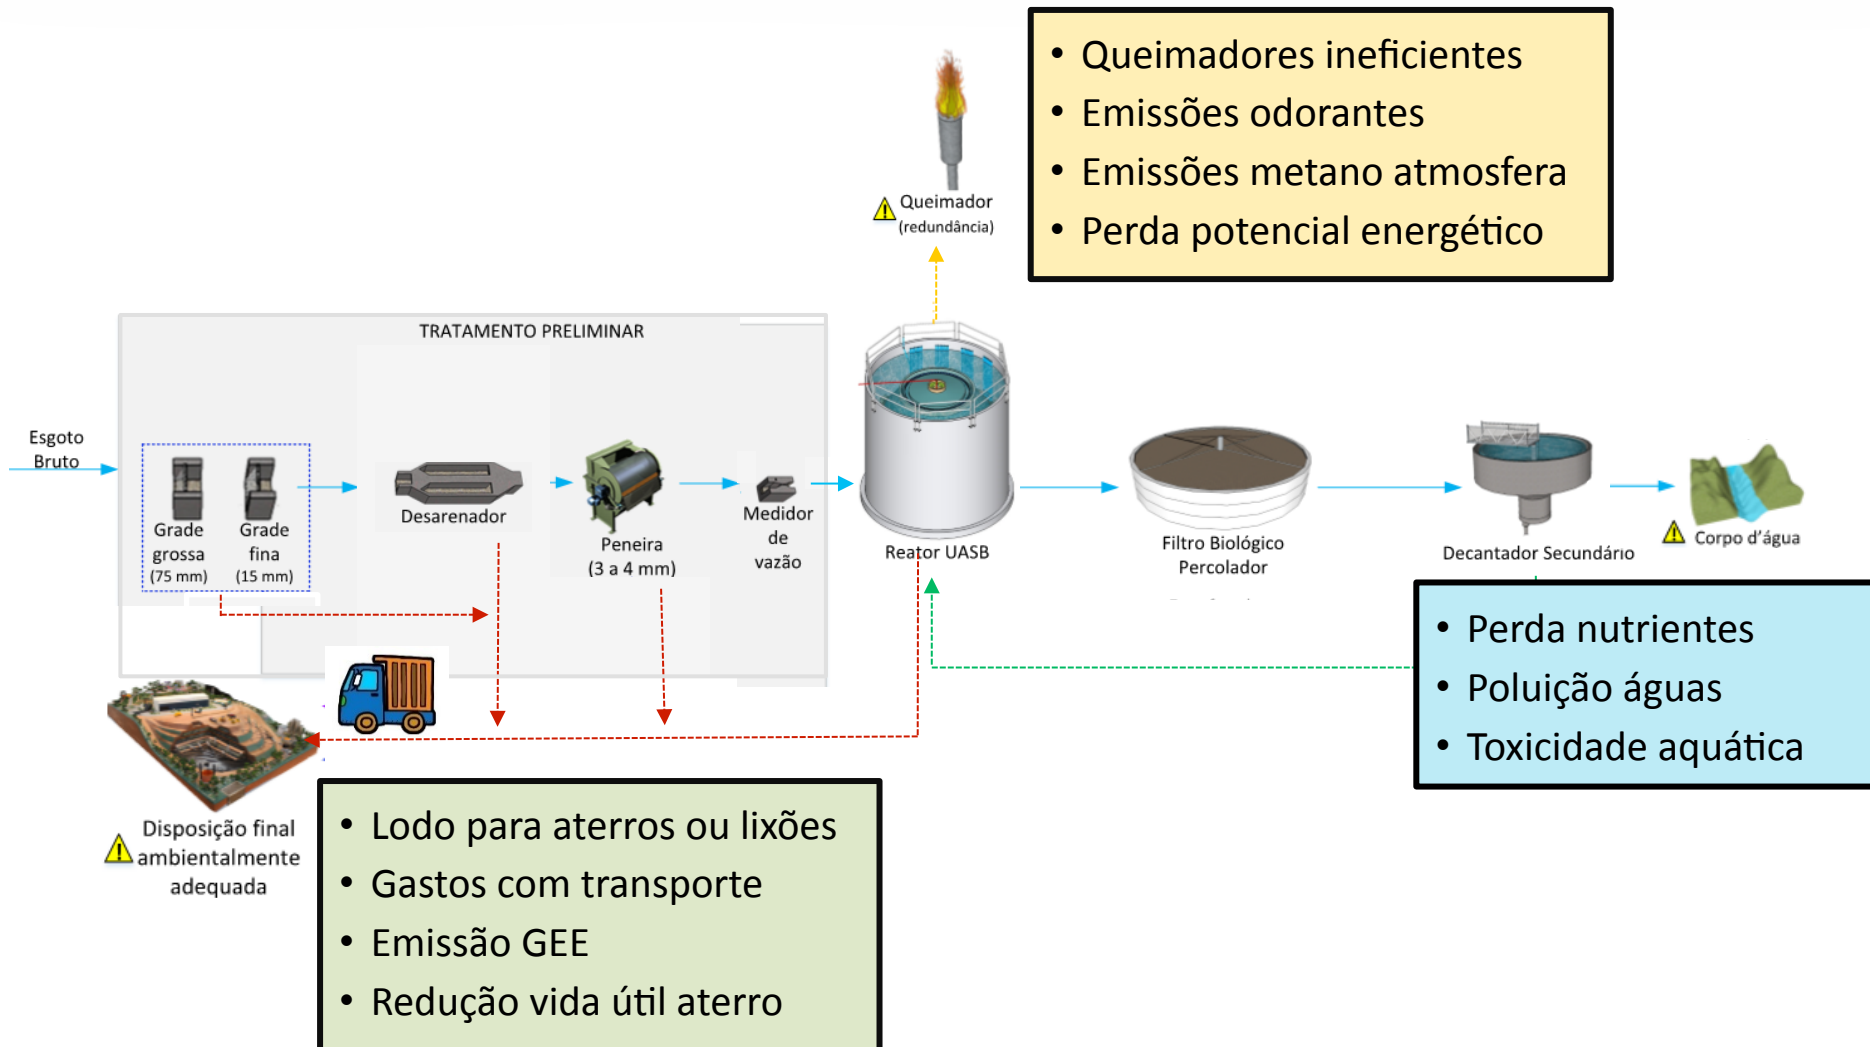 • Queimadores ineficientes
• Emissões odorantes
• Emissões metano atmosfera
• Perda potencial energético
Queimador
(redundância)
TRATAMENTO PRELIMINAR
Esgoto
Bruto
Grade
grossa
(75 mm)
Grade
fina
(15 mm)
Desarenador
Peneira
(3 a 4 mm)
Medidor
de
vazão
Reator UASB
Filtro Biológico
Percolador
Decantador Secundário
Corpo d'água
• Perda nutrientes
• Poluição águas
• Toxicidade aquática
Disposição final
ambientalmente
adequada
• Lodo para aterros ou lixões
• Gastos com transporte
• Emissão GEE
• Redução vida útil aterro